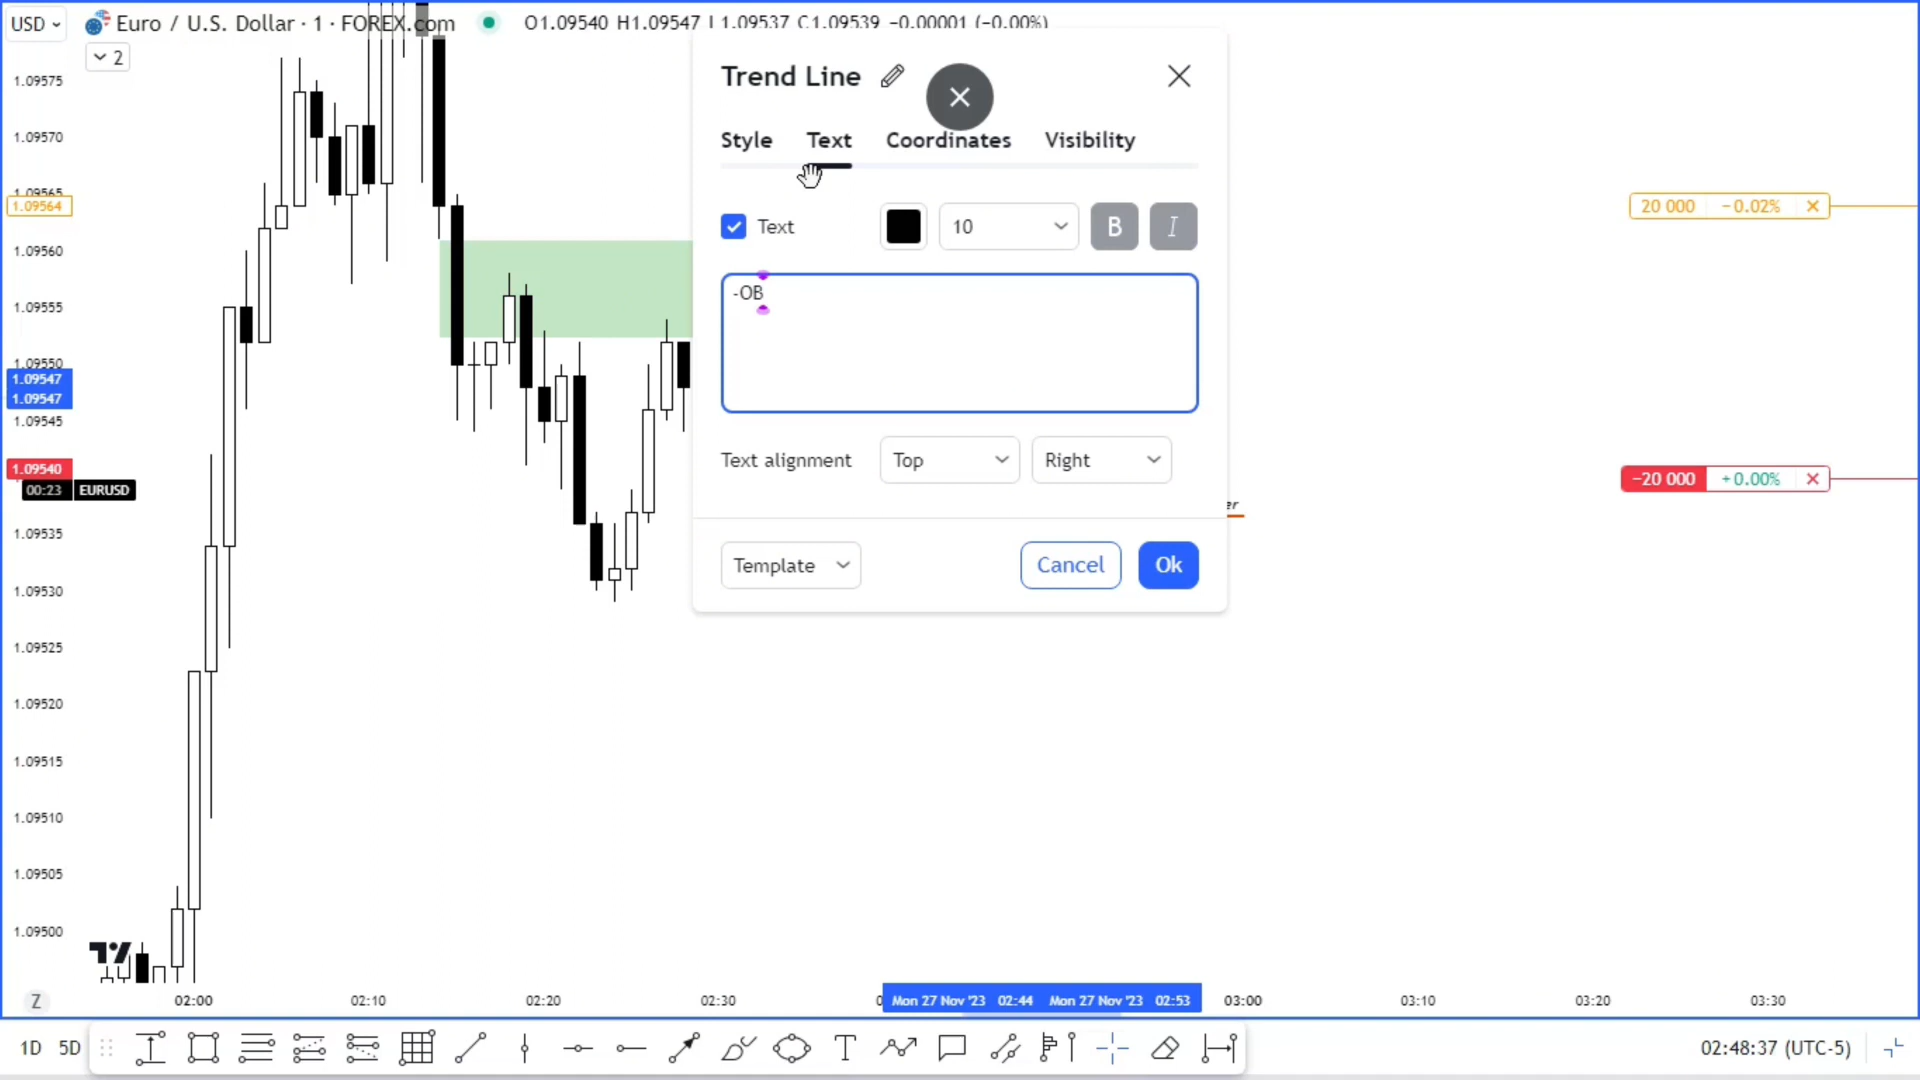 USD
Euro / U.S. Dollar · 1 · FOREX.com
O1.09540 H1.09547 L1.09537 C1.09539 −0.00001 (−0.00%)
2
1.09575
1.09570
1.09565
1.09564
1.09560
1.09555
1.09550
1.09547
1.09547
1.09545
1.09540
00:23 EURUSD
1.09535
1.09530
1.09525
1.09520
1.09515
1.09510
1.09505
1.09500
Trend Line
Style Text Coordinates Visibility
Text 10 B I
-OB
Text alignment Top Right
Template Cancel Ok
20 000 −0.02%
−20 000 +0.00%
er
Z 02:00 02:10 02:20 02:30 Mon 27 Nov '23 02:44 Mon 27 Nov '23 02:53 03:00 03:10 03:20 03:30
1D 5D T 02:48:37 (UTC-5)